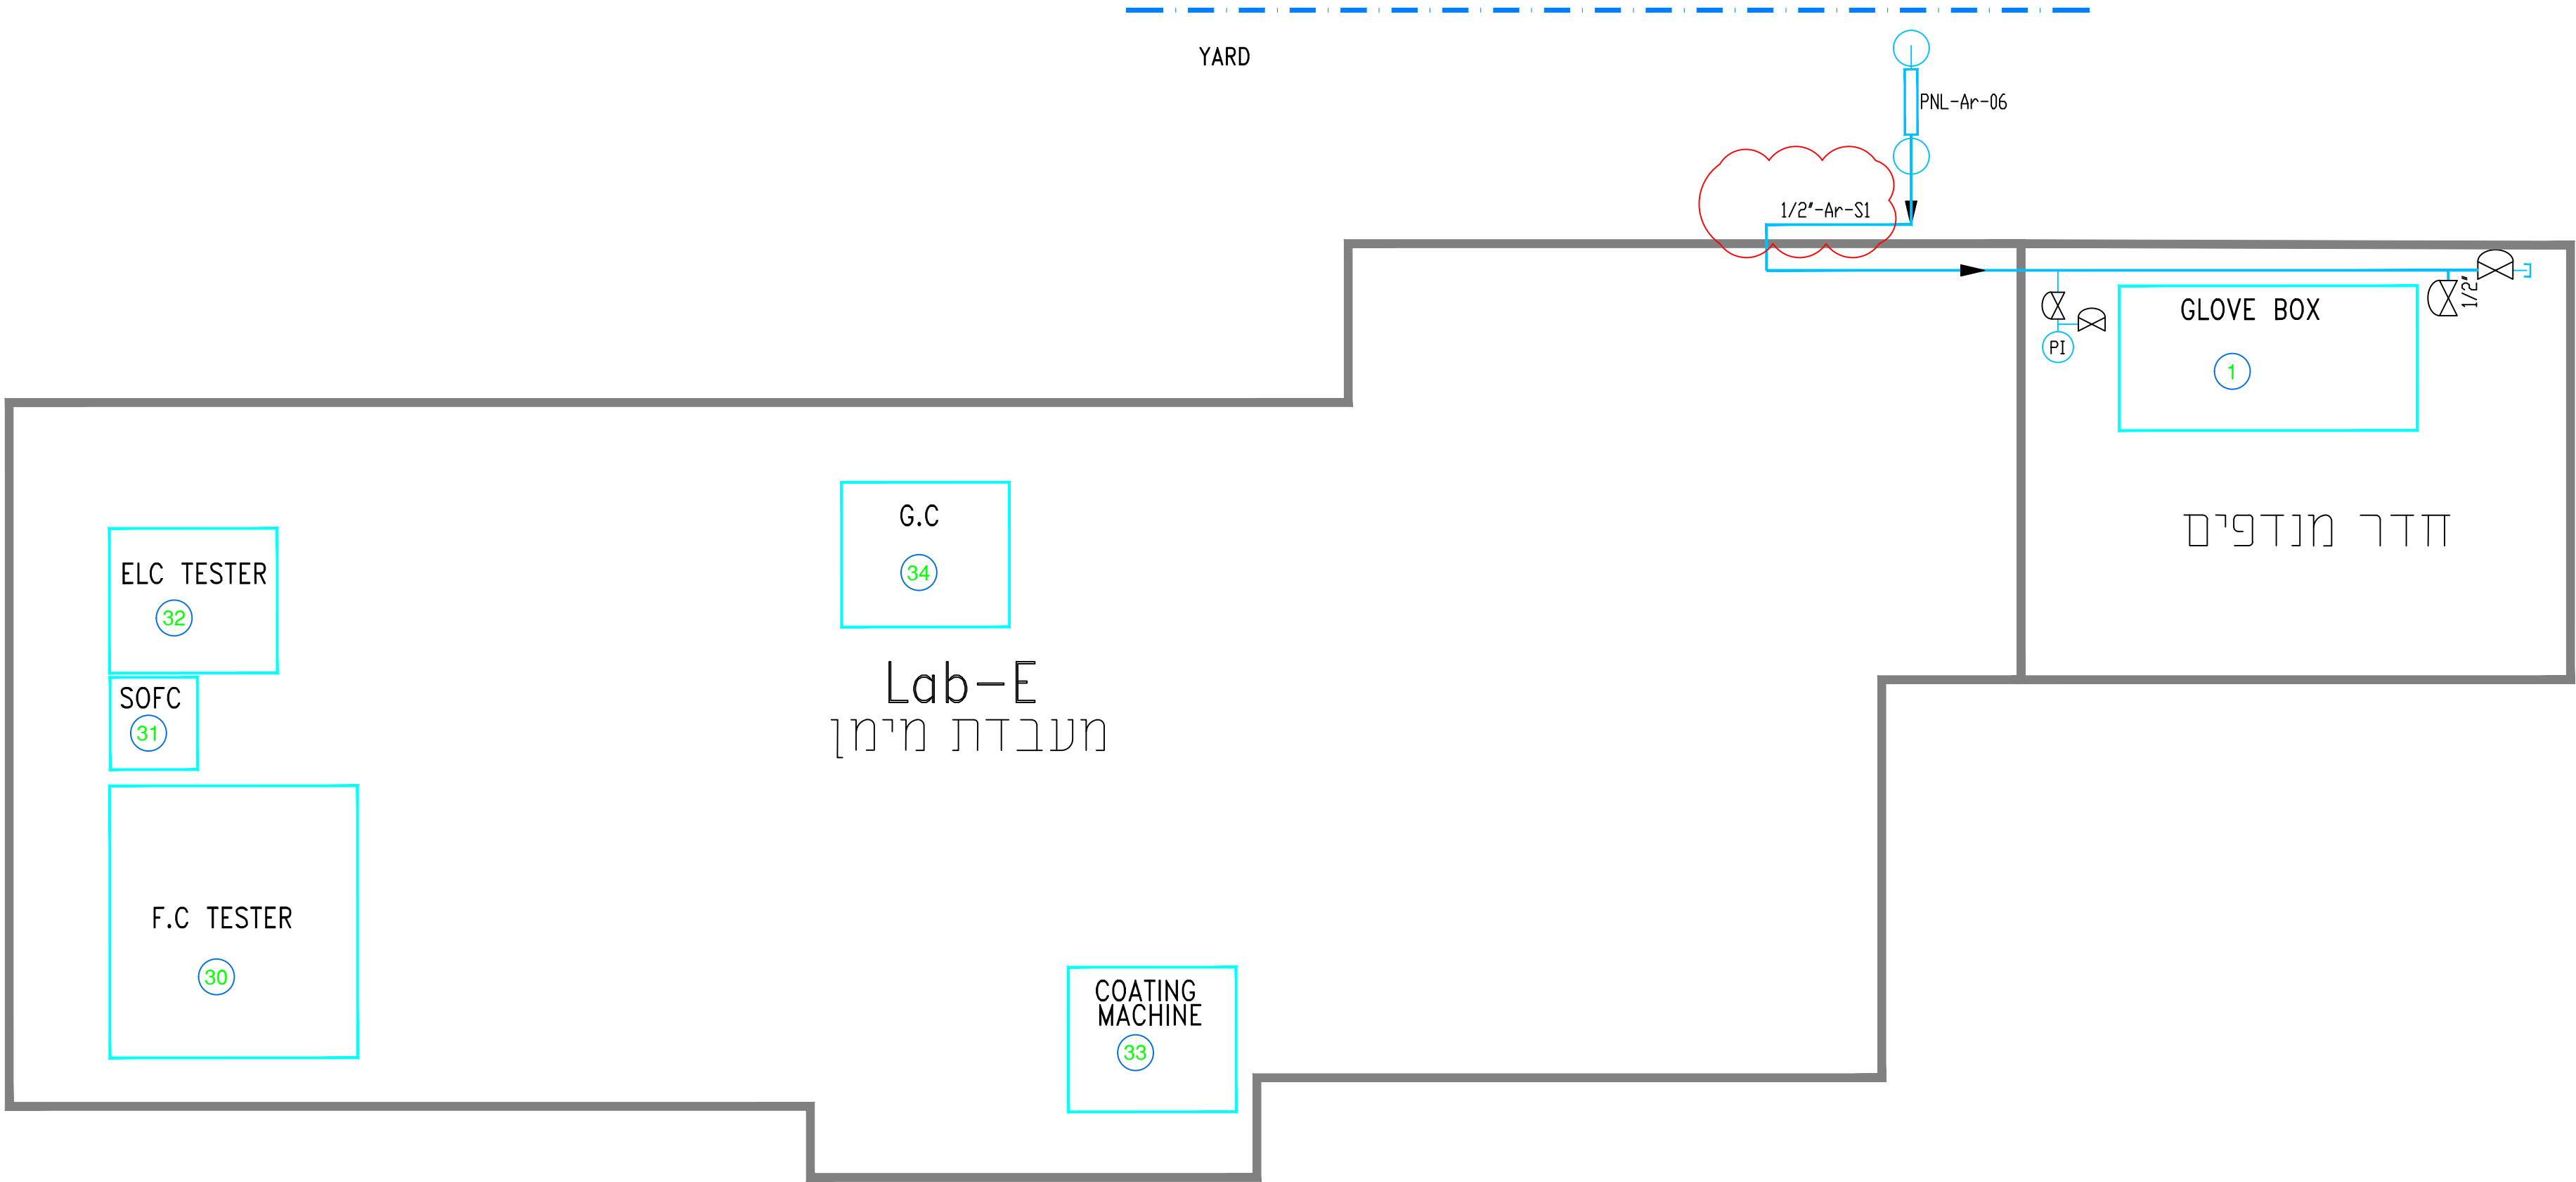 YARD
PNL-Ar-06
1/2"-Ar-S1
1/2"
GLOVE BOX
PI
1
חדר מנדפים
G.C
34
ELC TESTER
32
Lab-E
מעבדת מימן
SOFC
31
F.C TESTER
30
COATING
MACHINE
33